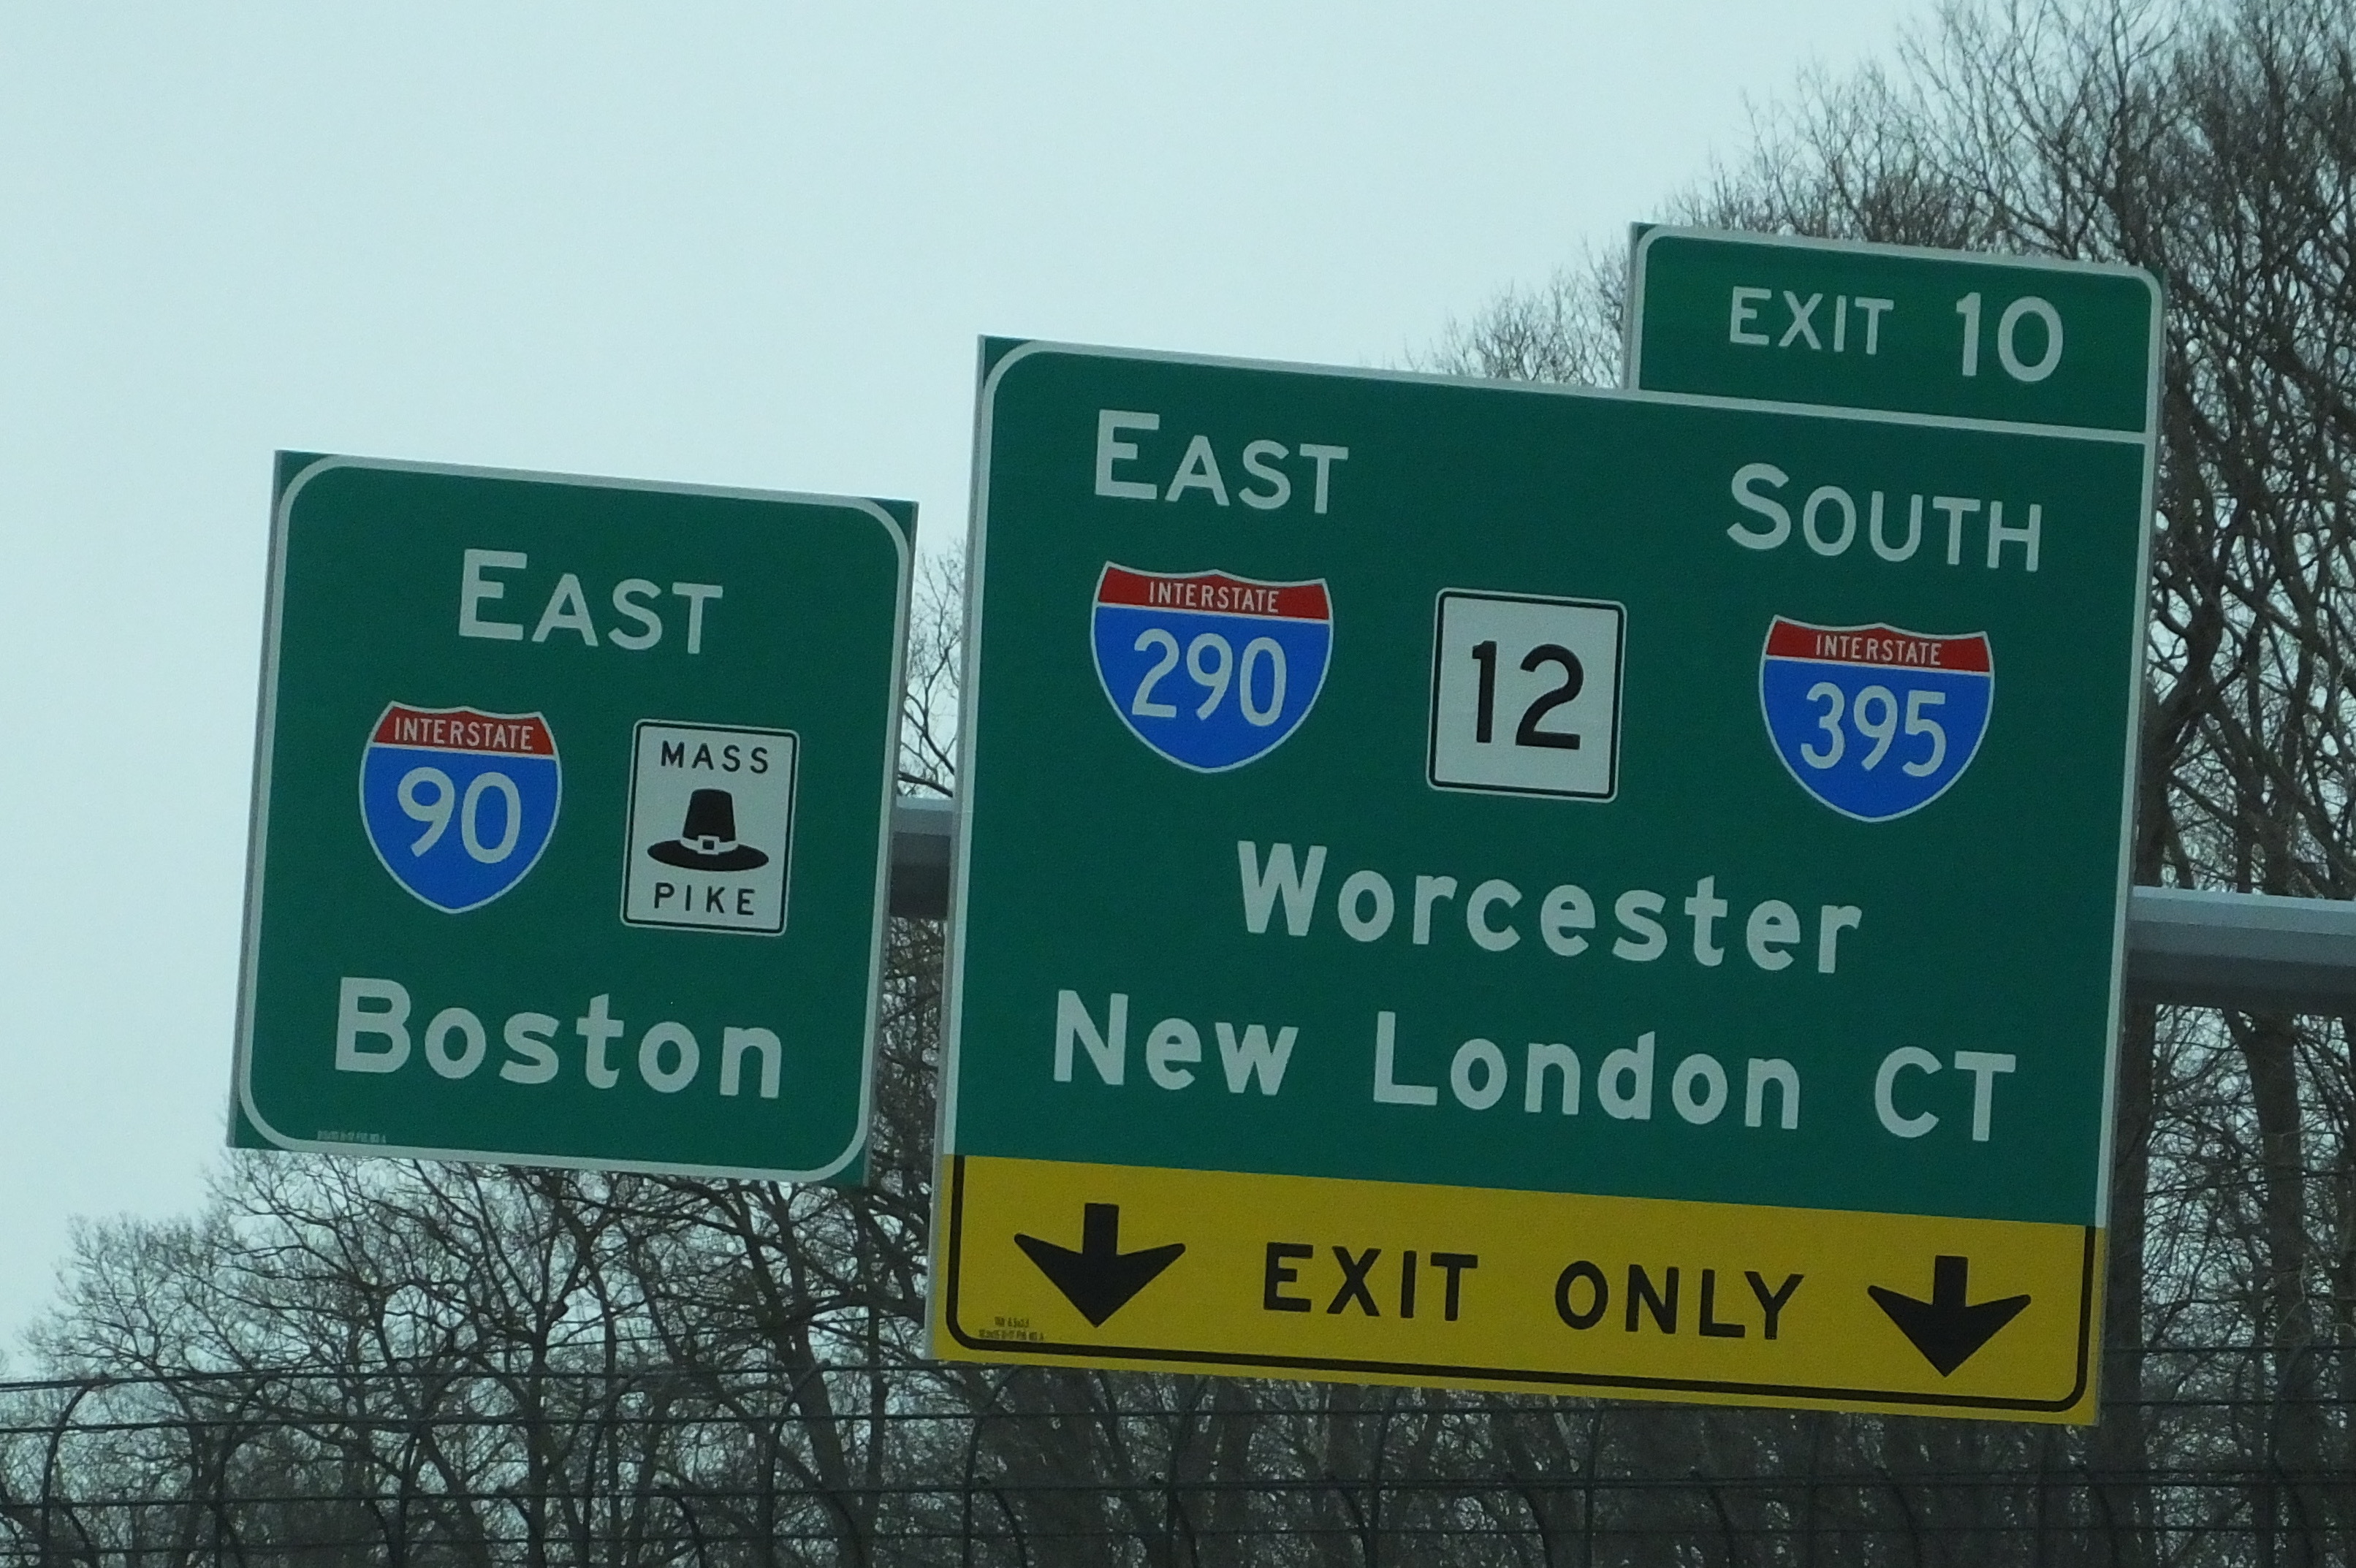 EAST
INTERSTATE
90
MASS
PIKE
Boston
EXIT 10
EAST
SOUTH
INTERSTATE
290
12
INTERSTATE
395
Worcester
New London CT
EXIT ONLY